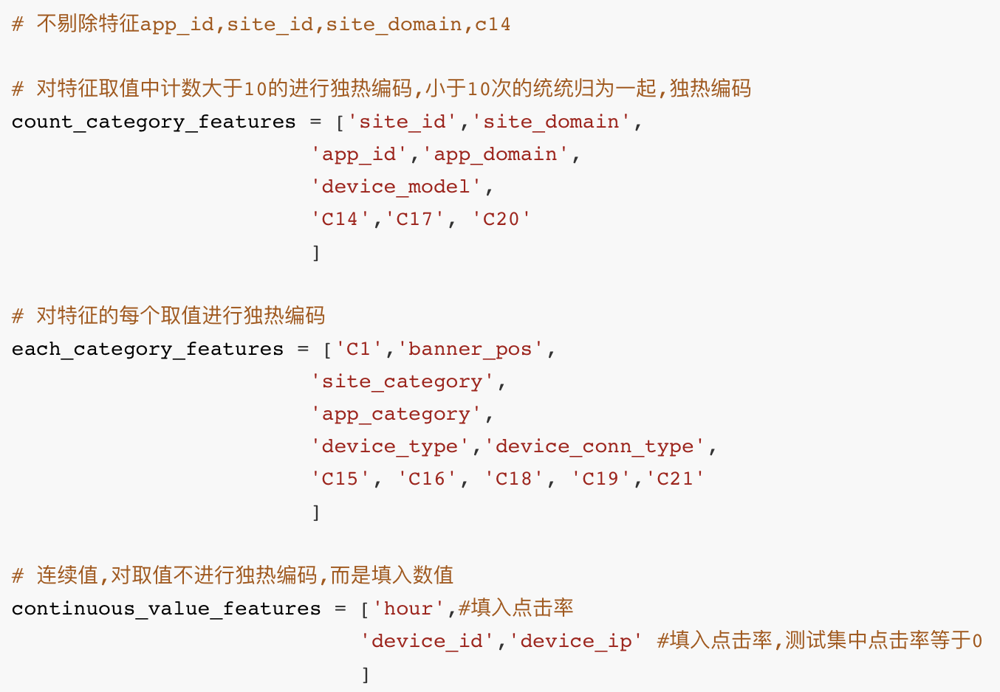 # 不剔除特征app_id,site_id,site_domain,c14
# 对特征取值中计数大于10的进行独热编码,小于10次的统统归为一起,独热编码
count_category_features = ['site_id','site_domain',
'app_id','app_domain',
'device_model',
'C14','C17', 'C20'
]
# 对特征的每个取值进行独热编码
each_category_features = ['C1','banner_pos',
'site_category',
'app_category',
'device_type','device_conn_type',
'C15', 'C16', 'C18', 'C19','C21'
]
# 连续值,对取值不进行独热编码,而是填入数值
continuous_value_features = ['hour',#填入点击率
'device_id','device_ip' #填入点击率,测试集中点击率等于0
]